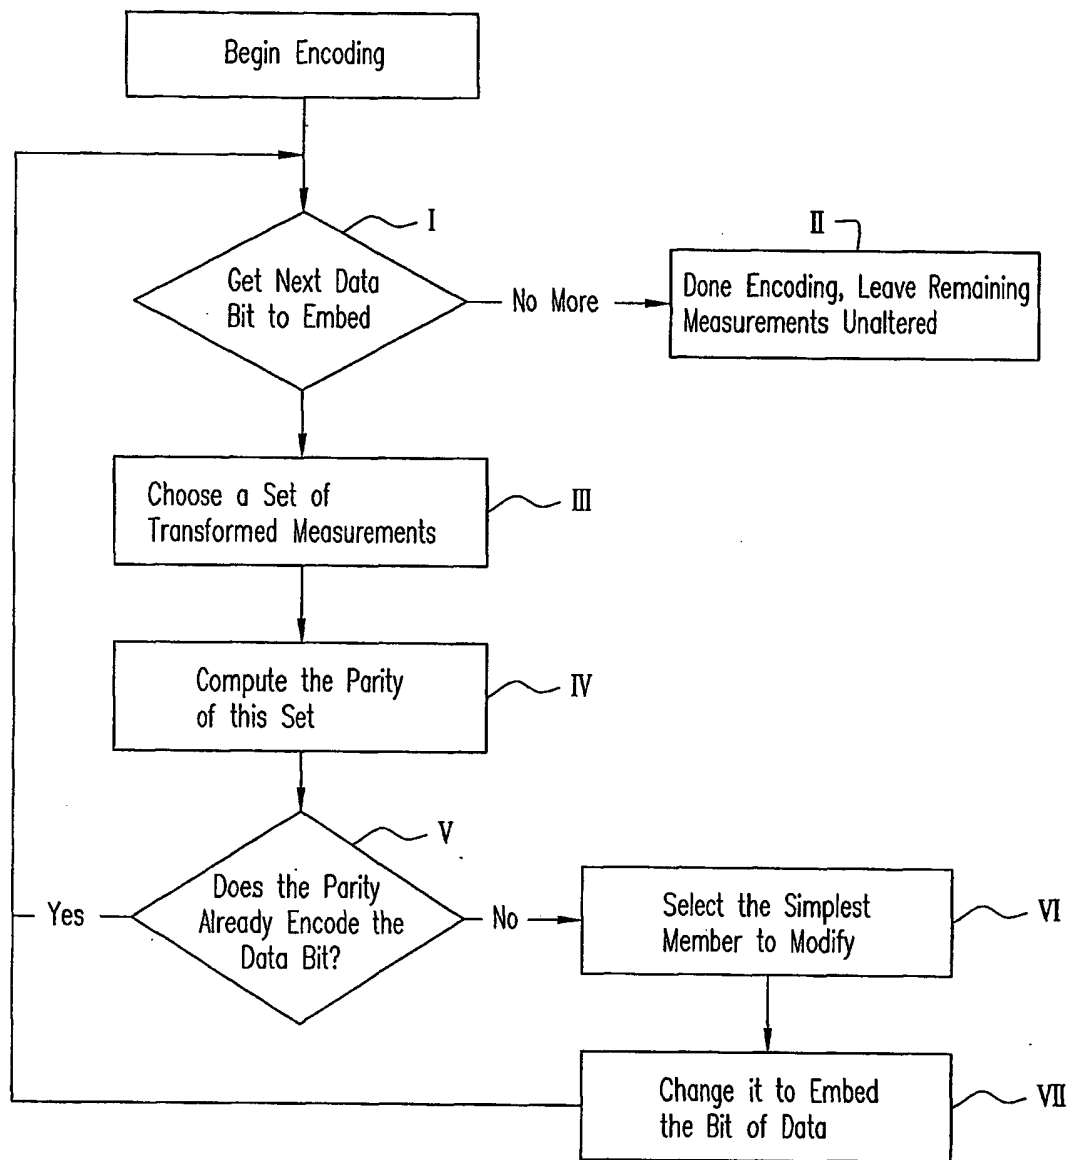 Begin Encoding
I
II
Get Next Data
Bit to Embed
No More
Done Encoding, Leave Remaining
Measurements Unaltered
Choose a Set of
Transformed Measurements
III
Compute the Parity
of this Set
IV
V
Does the Parity
Already Encode the
Data Bit?
Yes
No
Select the Simplest
Member to Modify
VI
Change it to Embed
the Bit of Data
VII